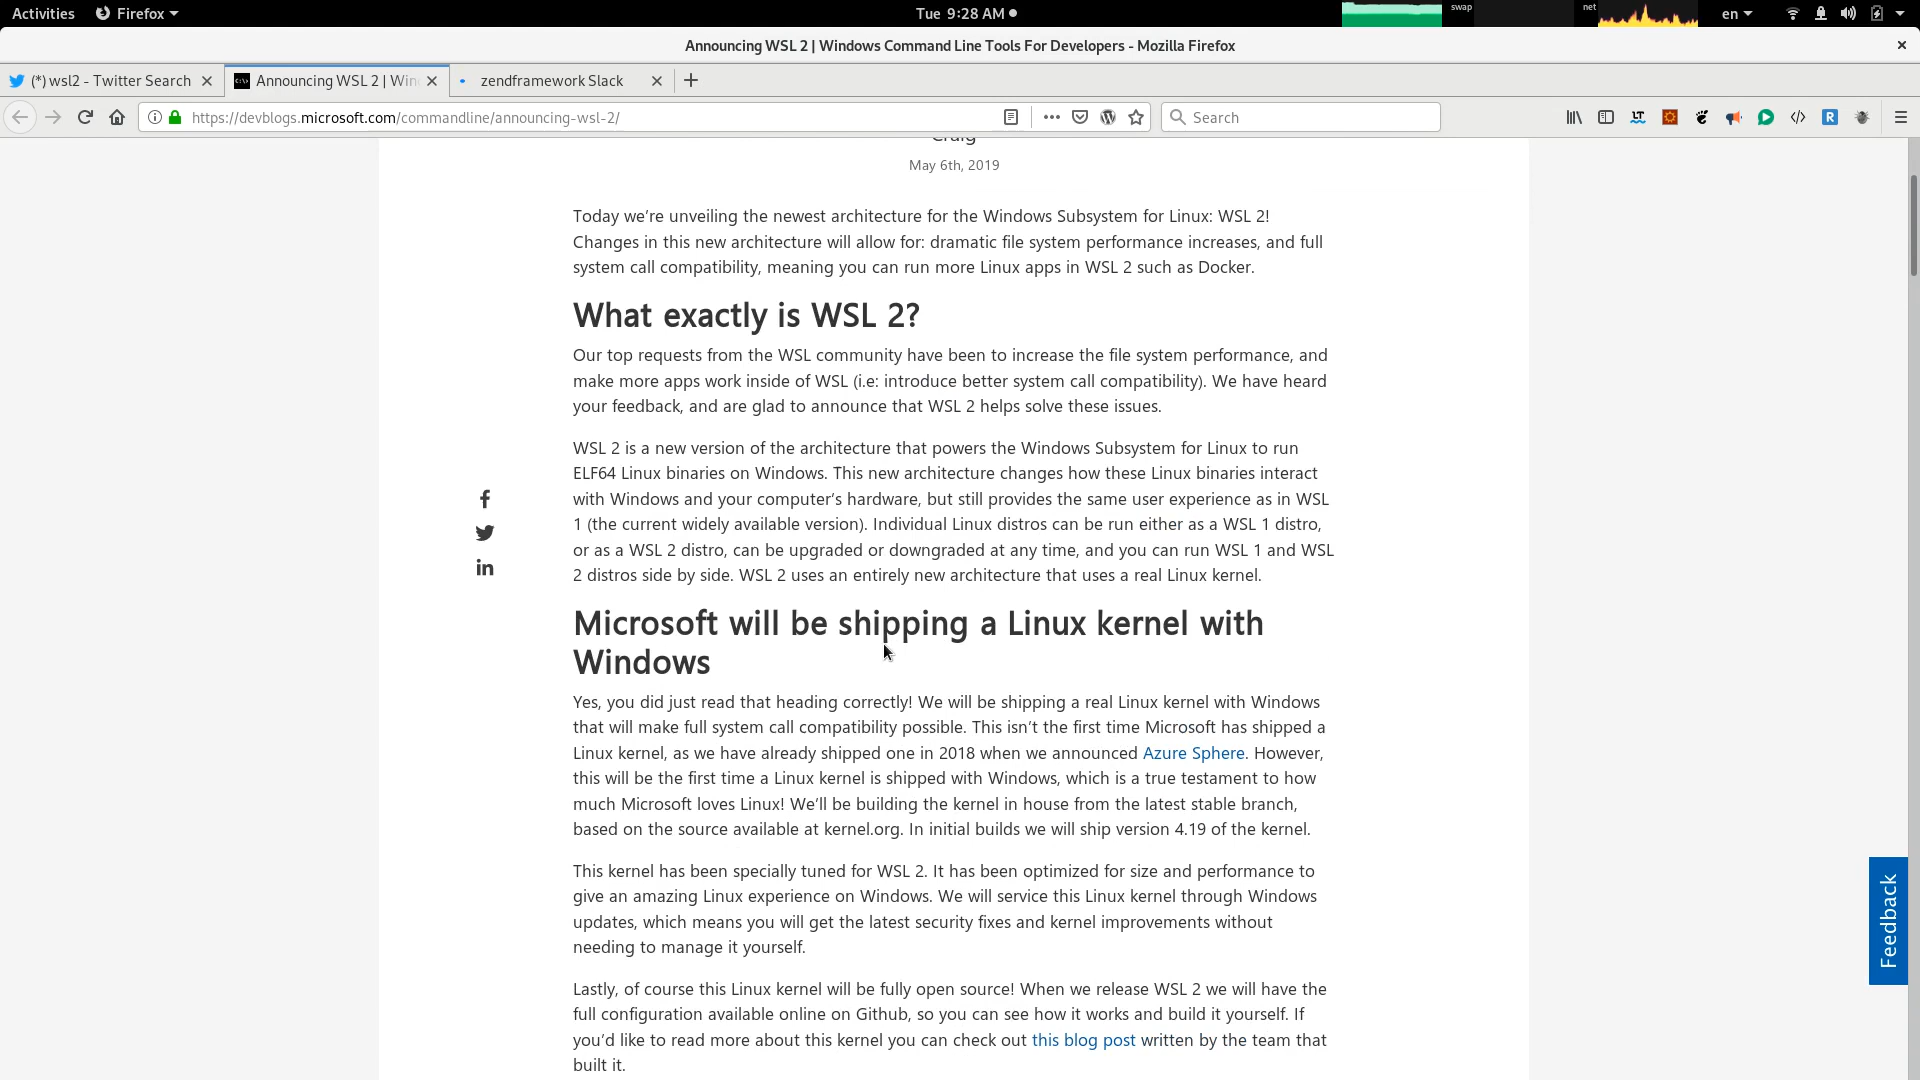 Activities Firefox Tue 9:28 AM swap net en
Announcing WSL 2 | Windows Command Line Tools For Developers - Mozilla Firefox
(*) wsl2 - Twitter Search Announcing WSL 2 | Win zendframework Slack
https://devblogs.microsoft.com/commandline/announcing-wsl-2/ Search
Craig
May 6th, 2019
Today we’re unveiling the newest architecture for the Windows Subsystem for Linux: WSL 2!
Changes in this new architecture will allow for: dramatic file system performance increases, and full
system call compatibility, meaning you can run more Linux apps in WSL 2 such as Docker.
What exactly is WSL 2?
Our top requests from the WSL community have been to increase the file system performance, and
make more apps work inside of WSL (i.e: introduce better system call compatibility). We have heard
your feedback, and are glad to announce that WSL 2 helps solve these issues.
WSL 2 is a new version of the architecture that powers the Windows Subsystem for Linux to run
ELF64 Linux binaries on Windows. This new architecture changes how these Linux binaries interact
with Windows and your computer’s hardware, but still provides the same user experience as in WSL
1 (the current widely available version). Individual Linux distros can be run either as a WSL 1 distro,
or as a WSL 2 distro, can be upgraded or downgraded at any time, and you can run WSL 1 and WSL
2 distros side by side. WSL 2 uses an entirely new architecture that uses a real Linux kernel.
Microsoft will be shipping a Linux kernel with
Windows
Yes, you did just read that heading correctly! We will be shipping a real Linux kernel with Windows
that will make full system call compatibility possible. This isn’t the first time Microsoft has shipped a
Linux kernel, as we have already shipped one in 2018 when we announced Azure Sphere. However,
this will be the first time a Linux kernel is shipped with Windows, which is a true testament to how
much Microsoft loves Linux! We’ll be building the kernel in house from the latest stable branch,
based on the source available at kernel.org. In initial builds we will ship version 4.19 of the kernel.
This kernel has been specially tuned for WSL 2. It has been optimized for size and performance to
give an amazing Linux experience on Windows. We will service this Linux kernel through Windows
updates, which means you will get the latest security fixes and kernel improvements without
needing to manage it yourself.
Lastly, of course this Linux kernel will be fully open source! When we release WSL 2 we will have the
full configuration available online on Github, so you can see how it works and build it yourself. If
you’d like to read more about this kernel you can check out this blog post written by the team that
built it.
Feedback